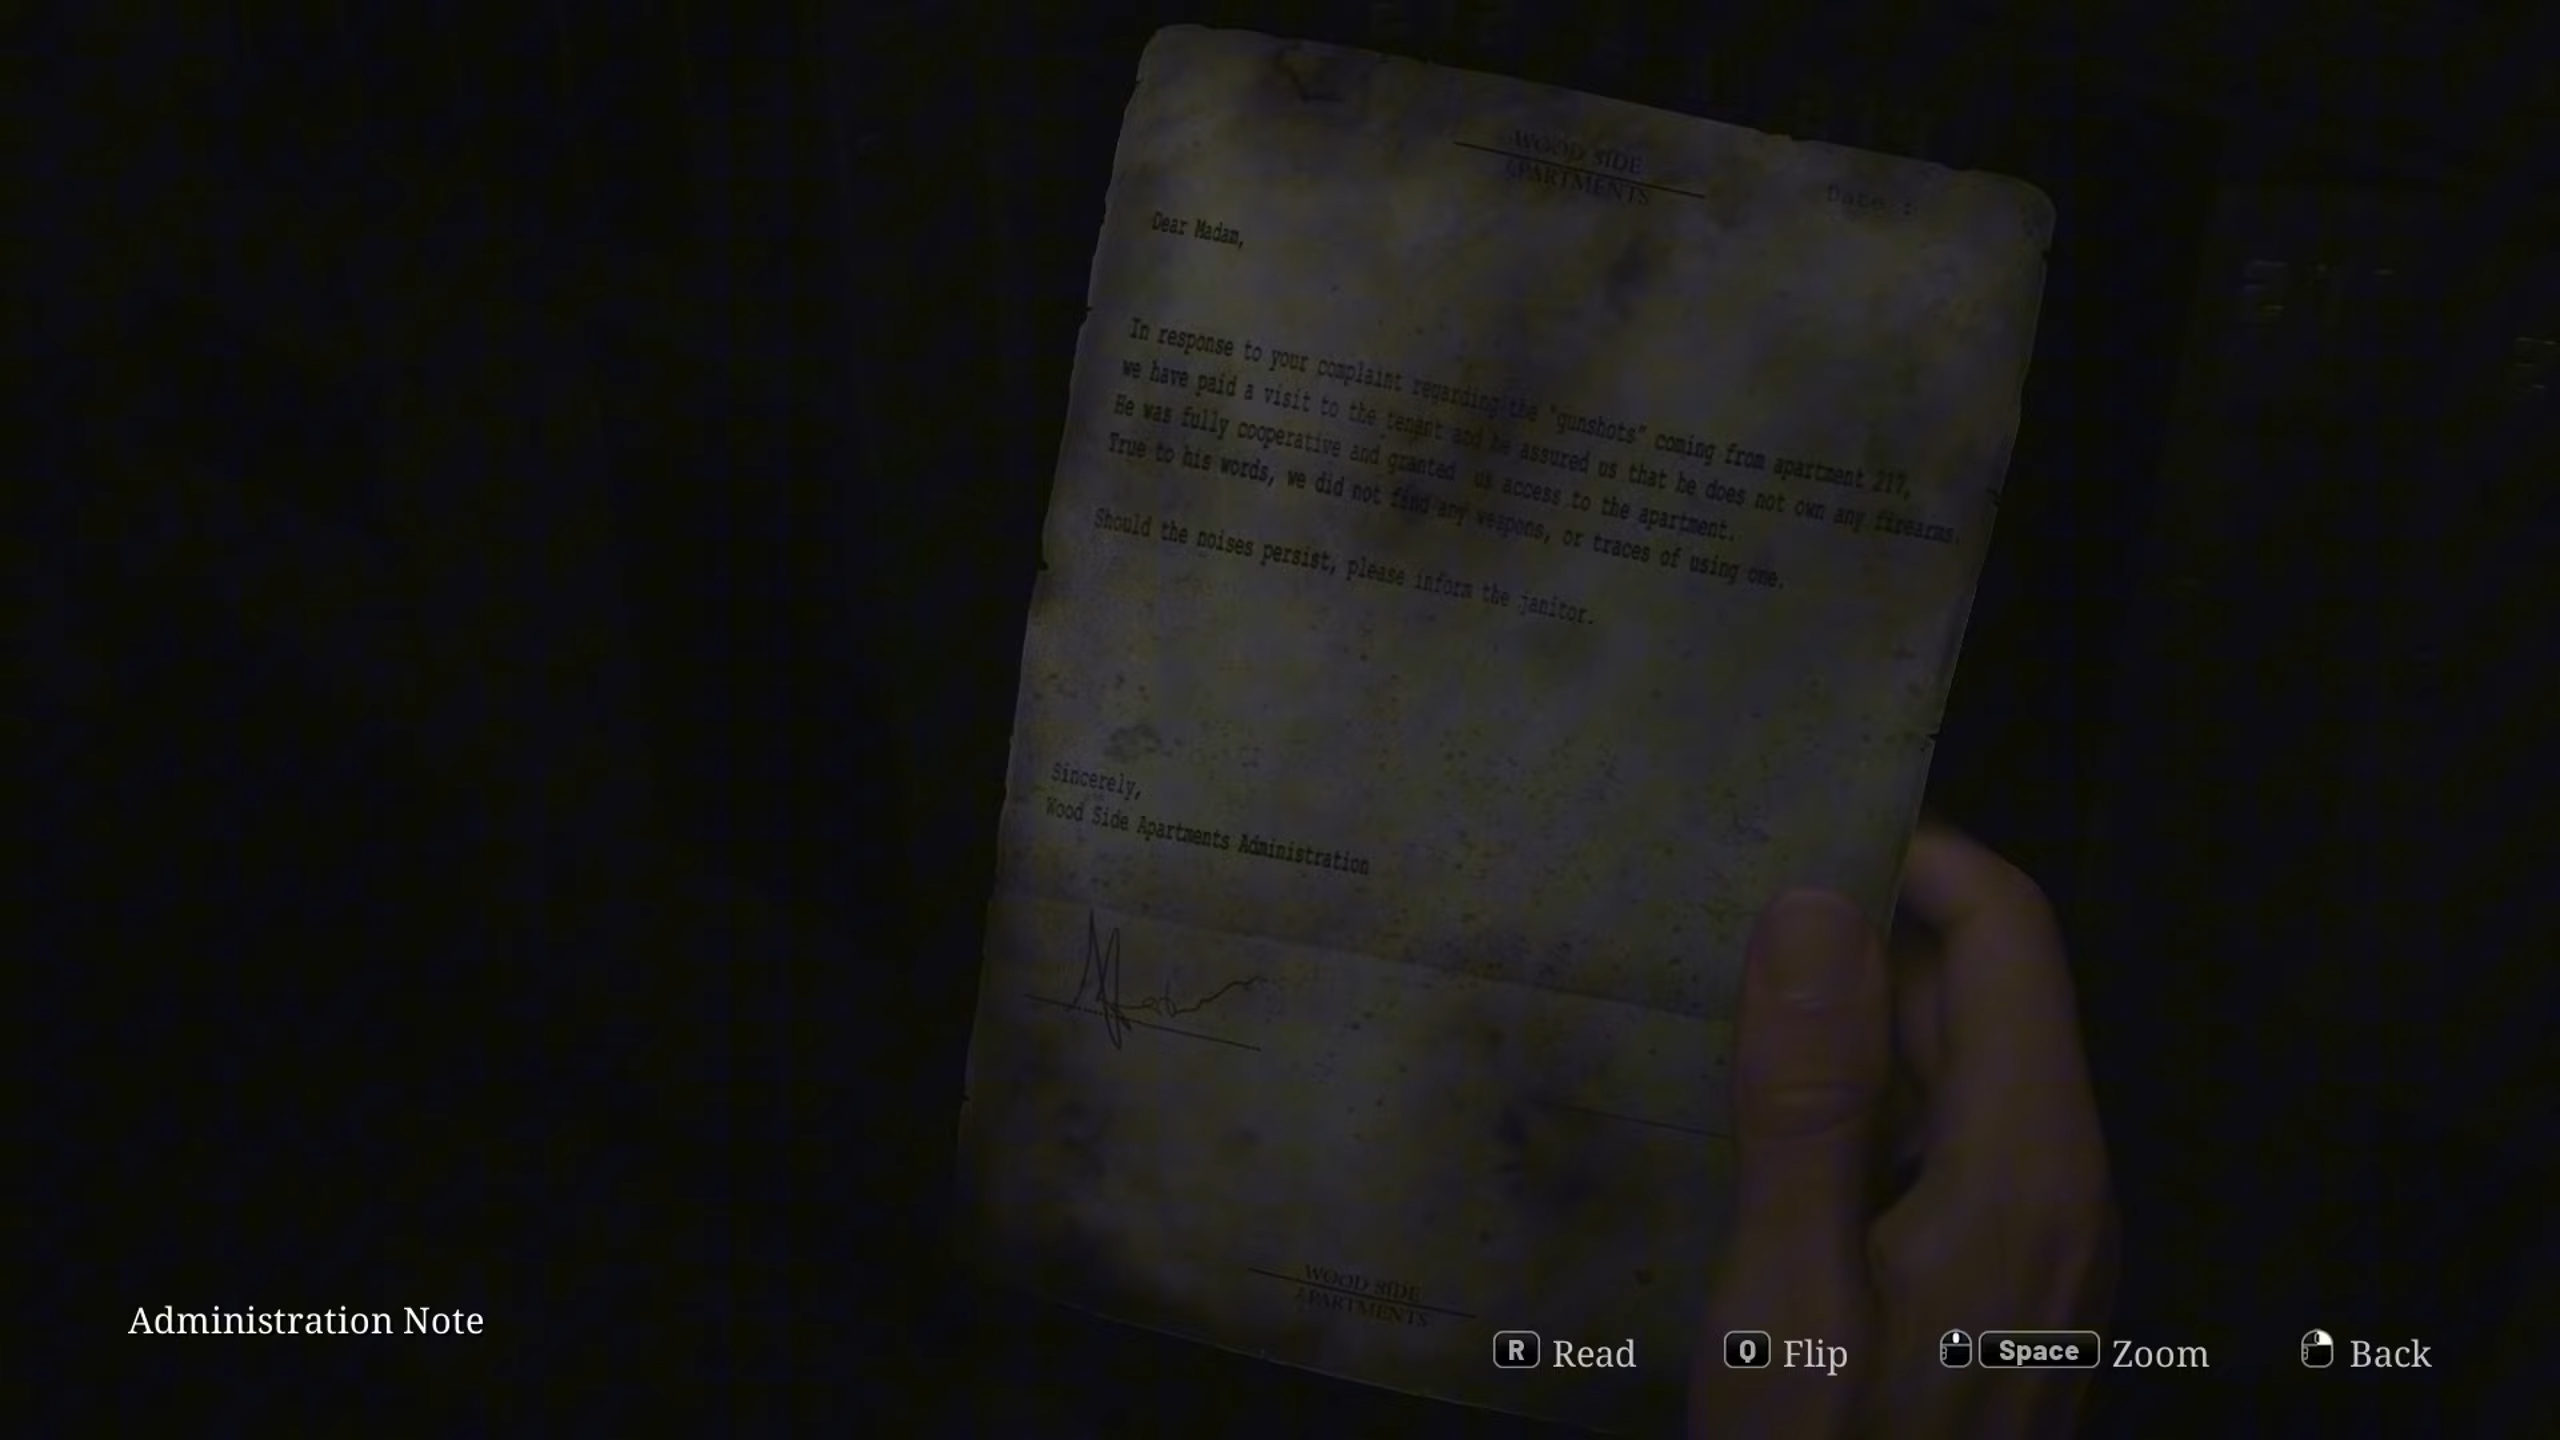 WOOD SIDE
APARTMENTS
Date :
Dear Madam,
In response to your complaint regarding the "gunshots" coming from apartment 217,
we have paid a visit to the tenant and he assured us that he does not own any firearms.
He was fully cooperative and granted us access to the apartment.
True to his words, we did not find any weapons, or traces of using one.
Should the noises persist, please inform the janitor.
Sincerely,
Wood Side Apartments Administration
WOOD SIDE
APARTMENTS
Administration Note
R Read
Q Flip
Space Zoom
Back